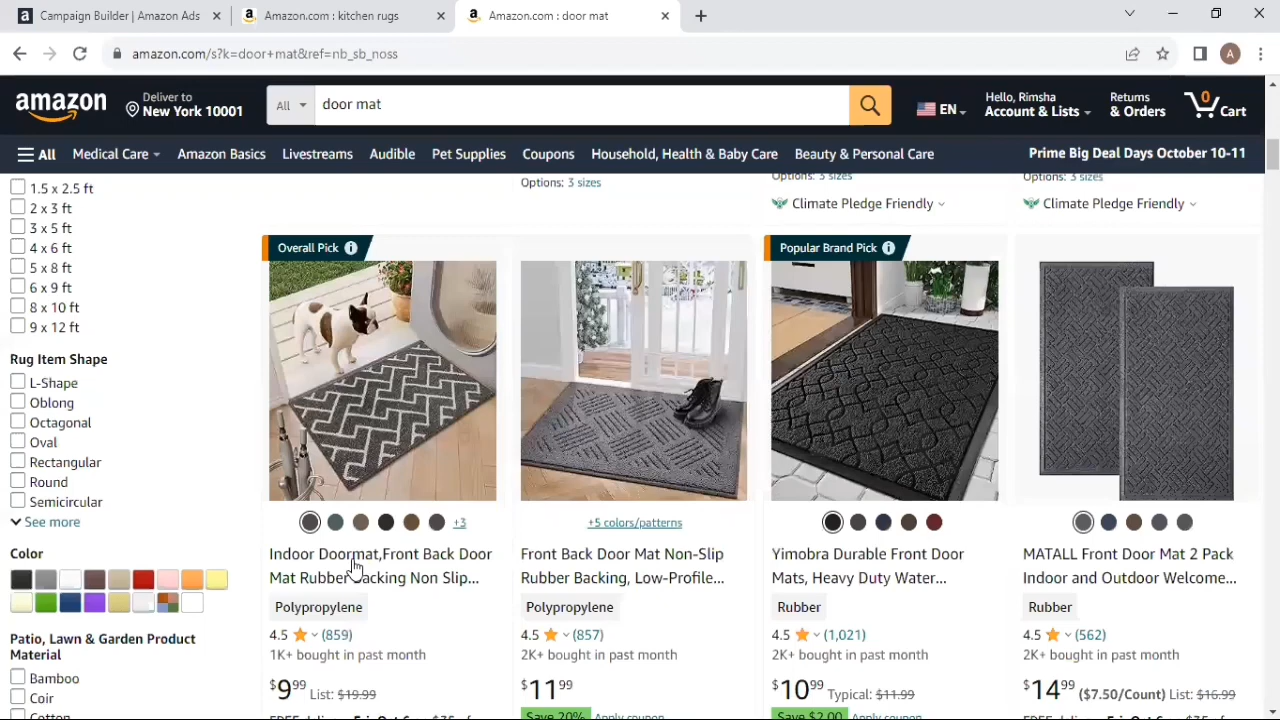 Campaign Builder | Amazon Ads
Amazon.com : kitchen rugs
Amazon.com : door mat
amazon.com/s?k=door+mat&ref=nb_sb_noss
A
amazon
Deliver to
New York 10001
All
door mat
EN
Hello, Rimsha
Account & Lists
Returns
& Orders
0
Cart
All
Medical Care
Amazon Basics
Livestreams
Audible
Pet Supplies
Coupons
Household, Health & Baby Care
Beauty & Personal Care
Prime Big Deal Days October 10-11
1.5 x 2.5 ft
2 x 3 ft
3 x 5 ft
4 x 6 ft
5 x 8 ft
6 x 9 ft
8 x 10 ft
9 x 12 ft
Rug Item Shape
L-Shape
Oblong
Octagonal
Oval
Rectangular
Round
Semicircular
See more
Color
Patio, Lawn & Garden Product
Material
Bamboo
Coir
Cotton
Options: 3 sizes
Options: 3 sizes
Options: 3 sizes
Climate Pledge Friendly
Climate Pledge Friendly
Overall Pick
+3
Indoor Doormat,Front Back Door
Mat Rubber Backing Non Slip...
Polypropylene
4.5 (859)
1K+ bought in past month
$9.99 List: $19.99
+5 colors/patterns
Front Back Door Mat Non-Slip
Rubber Backing, Low-Profile...
Polypropylene
4.5 (857)
2K+ bought in past month
$11.99
Save 20% Apply coupon
Popular Brand Pick
Yimobra Durable Front Door
Mats, Heavy Duty Water...
Rubber
4.5 (1,021)
2K+ bought in past month
$10.99 Typical: $11.99
Save $2.00 Apply coupon
MATALL Front Door Mat 2 Pack
Indoor and Outdoor Welcome...
Rubber
4.5 (562)
2K+ bought in past month
$14.99 ($7.50/Count) List: $16.99